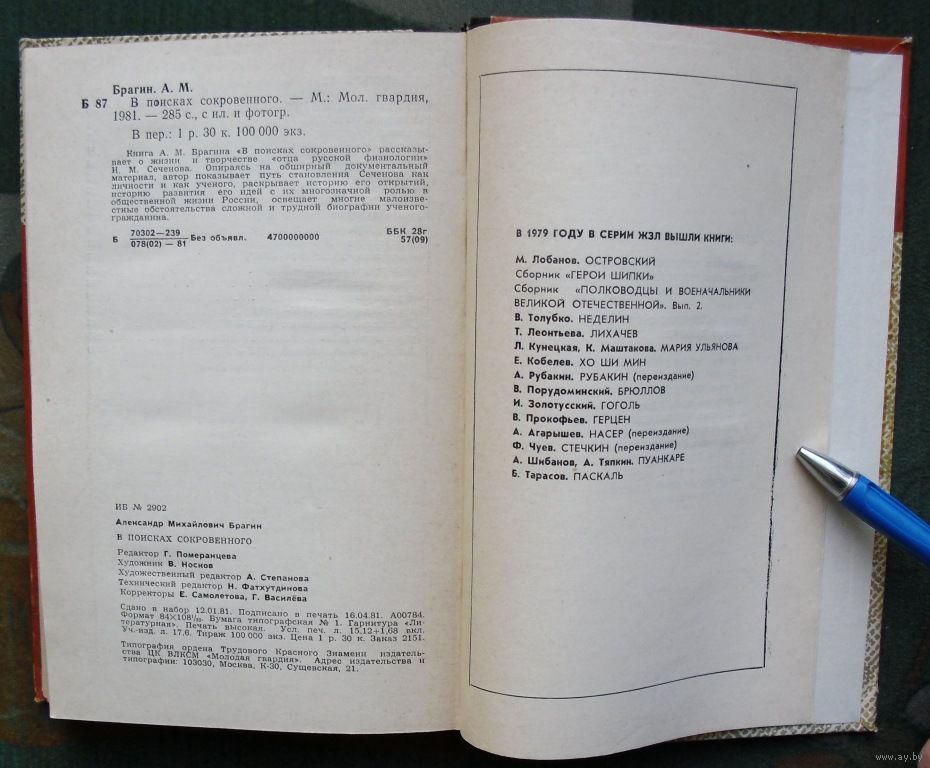 Брагин. А. М.
Б 87 В поисках сокровенного. — М.: Мол. гвардия,
1981. — 285 с., с ил. и фотогр.
В пер.: 1 р. 30 к. 100 000 экз.
Книга А. М. Брагина «В поисках сокровенного» рассказы-
вает о жизни и творчестве «отца русской физиологии»
И. М. Сеченова. Опираясь на обширный документальный
материал, автор показывает путь становления Сеченова как
личности и как ученого, раскрывает историю его открытий,
историю развития его идей с их многозначной ролью в
общественной жизни России, освещает многие малоизве-
стные обстоятельства сложной и трудной биографии ученого-
гражданина.
Б 70302—239
078(02)—81 Без объявл. 4700000000 ББК 28г
57(09)
ИБ № 2902
Александр Михайлович Брагин
В ПОИСКАХ СОКРОВЕННОГО
Редактор Г. Померанцева
Художник В. Носков
Художественный редактор А. Степанова
Технический редактор Н. Фатхутдинова
Корректоры Е. Самолетова, Г. Василёва
Сдано в набор 12.01.81. Подписано в печать 16.04.81. А00784.
Формат 84×108¹/₃₂. Бумага типографская № 1. Гарнитура «Ли-
тературная». Печать высокая. Усл. печ. л. 15,12+1,68 вкл.
Уч.-изд. л. 17,6. Тираж 100 000 экз. Цена 1 р. 30 к. Заказ 2151.
Типография ордена Трудового Красного Знамени издатель-
ства ЦК ВЛКСМ «Молодая гвардия». Адрес издательства и
типографии: 103030, Москва, К-30, Сущевская, 21.
В 1979 ГОДУ В СЕРИИ ЖЗЛ ВЫШЛИ КНИГИ:
М. Лобанов. ОСТРОВСКИЙ
Сборник «ГЕРОИ ШИПКИ»
Сборник «ПОЛКОВОДЦЫ И ВОЕНАЧАЛЬНИКИ
ВЕЛИКОЙ ОТЕЧЕСТВЕННОЙ». Вып. 2.
В. Толубко. НЕДЕЛИН
Т. Леонтьева. ЛИХАЧЕВ
Л. Кунецкая, К. Маштакова. МАРИЯ УЛЬЯНОВА
Е. Кобелев. ХО ШИ МИН
А. Рубакин. РУБАКИН (переиздание)
В. Порудоминский. БРЮЛЛОВ
И. Золотусский. ГОГОЛЬ
В. Прокофьев. ГЕРЦЕН
А. Агарышев. НАСЕР (переиздание)
Ф. Чуев. СТЕЧКИН (переиздание)
А. Шибанов, А. Тяпкин. ПУАНКАРЕ
Б. Тарасов. ПАСКАЛЬ
www.ay.by